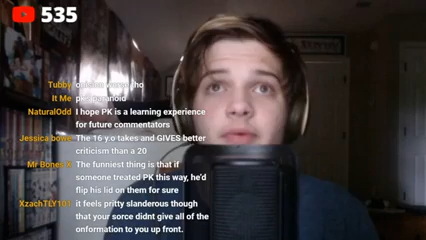 535
Tubby
It Me
NaturalOdd I hope PK is a learning experience
for future commentators
Jessica The 16 y.o takes and GIVES better
criticism than a 20
Mr Bones The funniest thing is that if
someone treated PK this way, he'd
flip his lid on them for sure
XzachTLY101 it feels pritty slanderous though
that your sorce didnt give all of the
onformation to you up front.